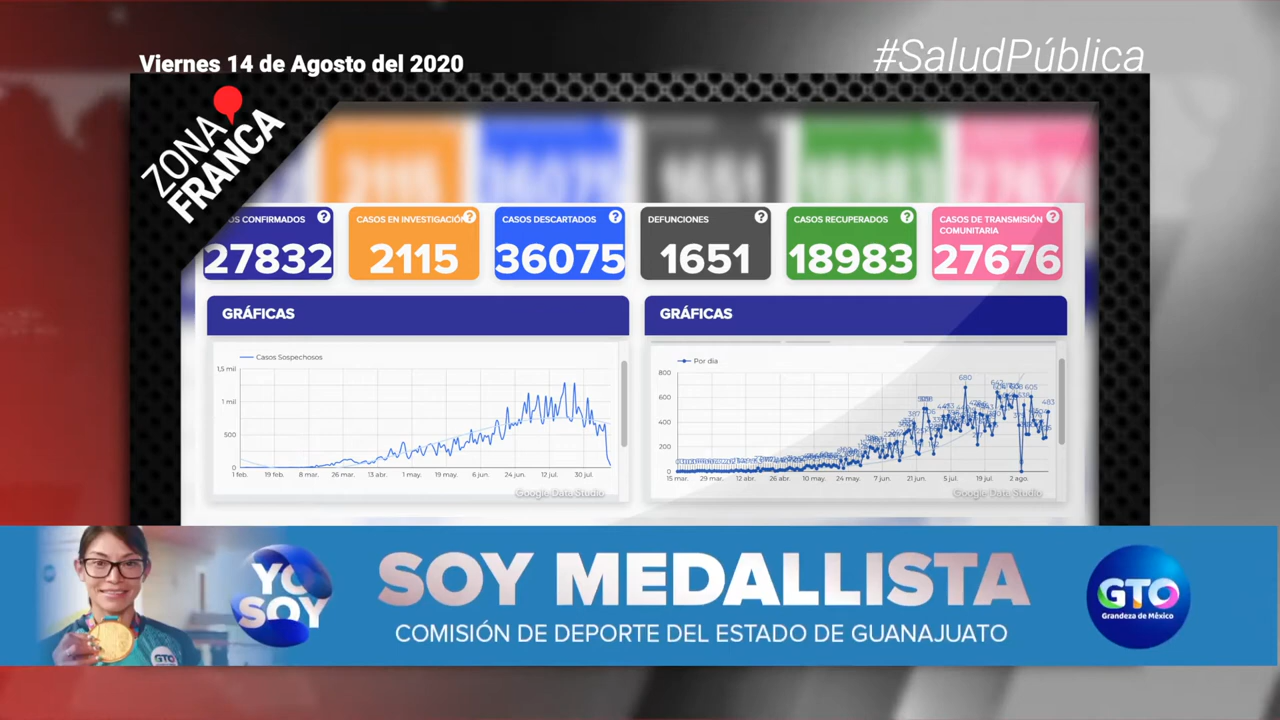 Viernes 14 de Agosto del 2020
#SaludPública
ZONA
FRANCA
2115
36075
1651
18983
CONFIRMADOS
27832
CASOS EN INVESTIGACIÓN
?
2115
CASOS DESCARTADOS
?
36075
DEFUNCIONES
?
1651
CASOS RECUPERADOS
?
18983
CASOS DE TRANSMISIÓN
COMUNITARIA
?
27676
GRÁFICAS
Casos Sospechosos
1,5 mil
1 mil
500
0
1 feb. 19 feb. 8 mar. 26 mar. 13 abr. 1 may. 19 may. 6 jun. 24 jun. 12 jul. 30 jul.
Google Data Studio
GRÁFICAS
Por día
800
600
400
200
0
680
605
483
15 mar. 29 mar. 12 abr. 26 abr. 10 may. 24 may. 7 jun. 21 jun. 5 jul. 19 jul. 2 ago.
Google Data Studio
YO
SOY
SOY MEDALLISTA
COMISIÓN DE DEPORTE DEL ESTADO DE GUANAJUATO
GTO
Grandeza de México